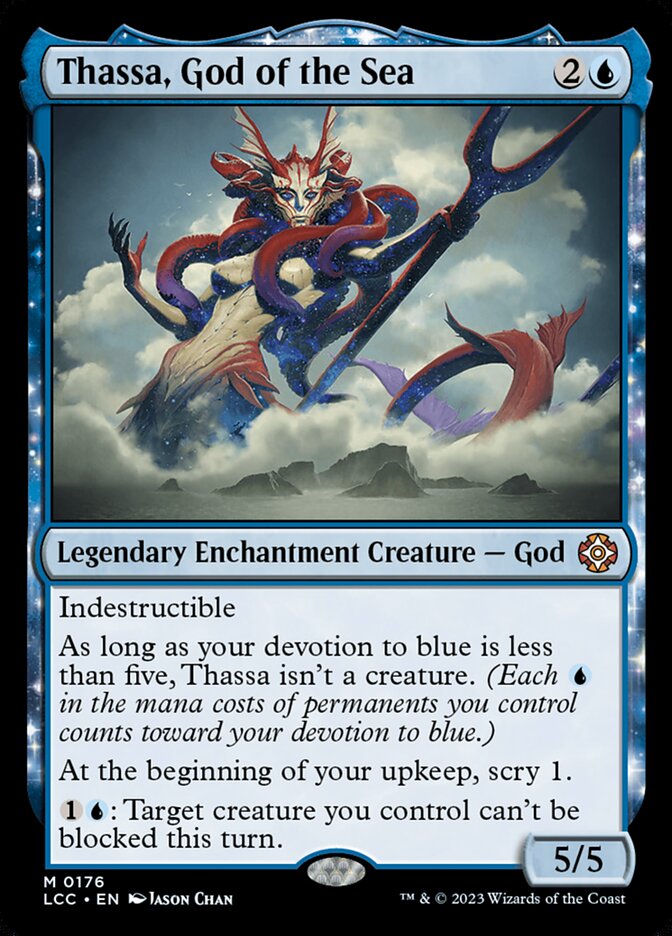 Thassa, God of the Sea 2
Legendary Enchantment Creature — God
Indestructible
As long as your devotion to blue is less
than five, Thassa isn't a creature. (Each
in the mana costs of permanents you control
counts toward your devotion to blue.)
At the beginning of your upkeep, scry 1.
1 : Target creature you control can't be
blocked this turn.
5/5
M 0176
LCC • EN Jason Chan
™ & © 2023 Wizards of the Coast